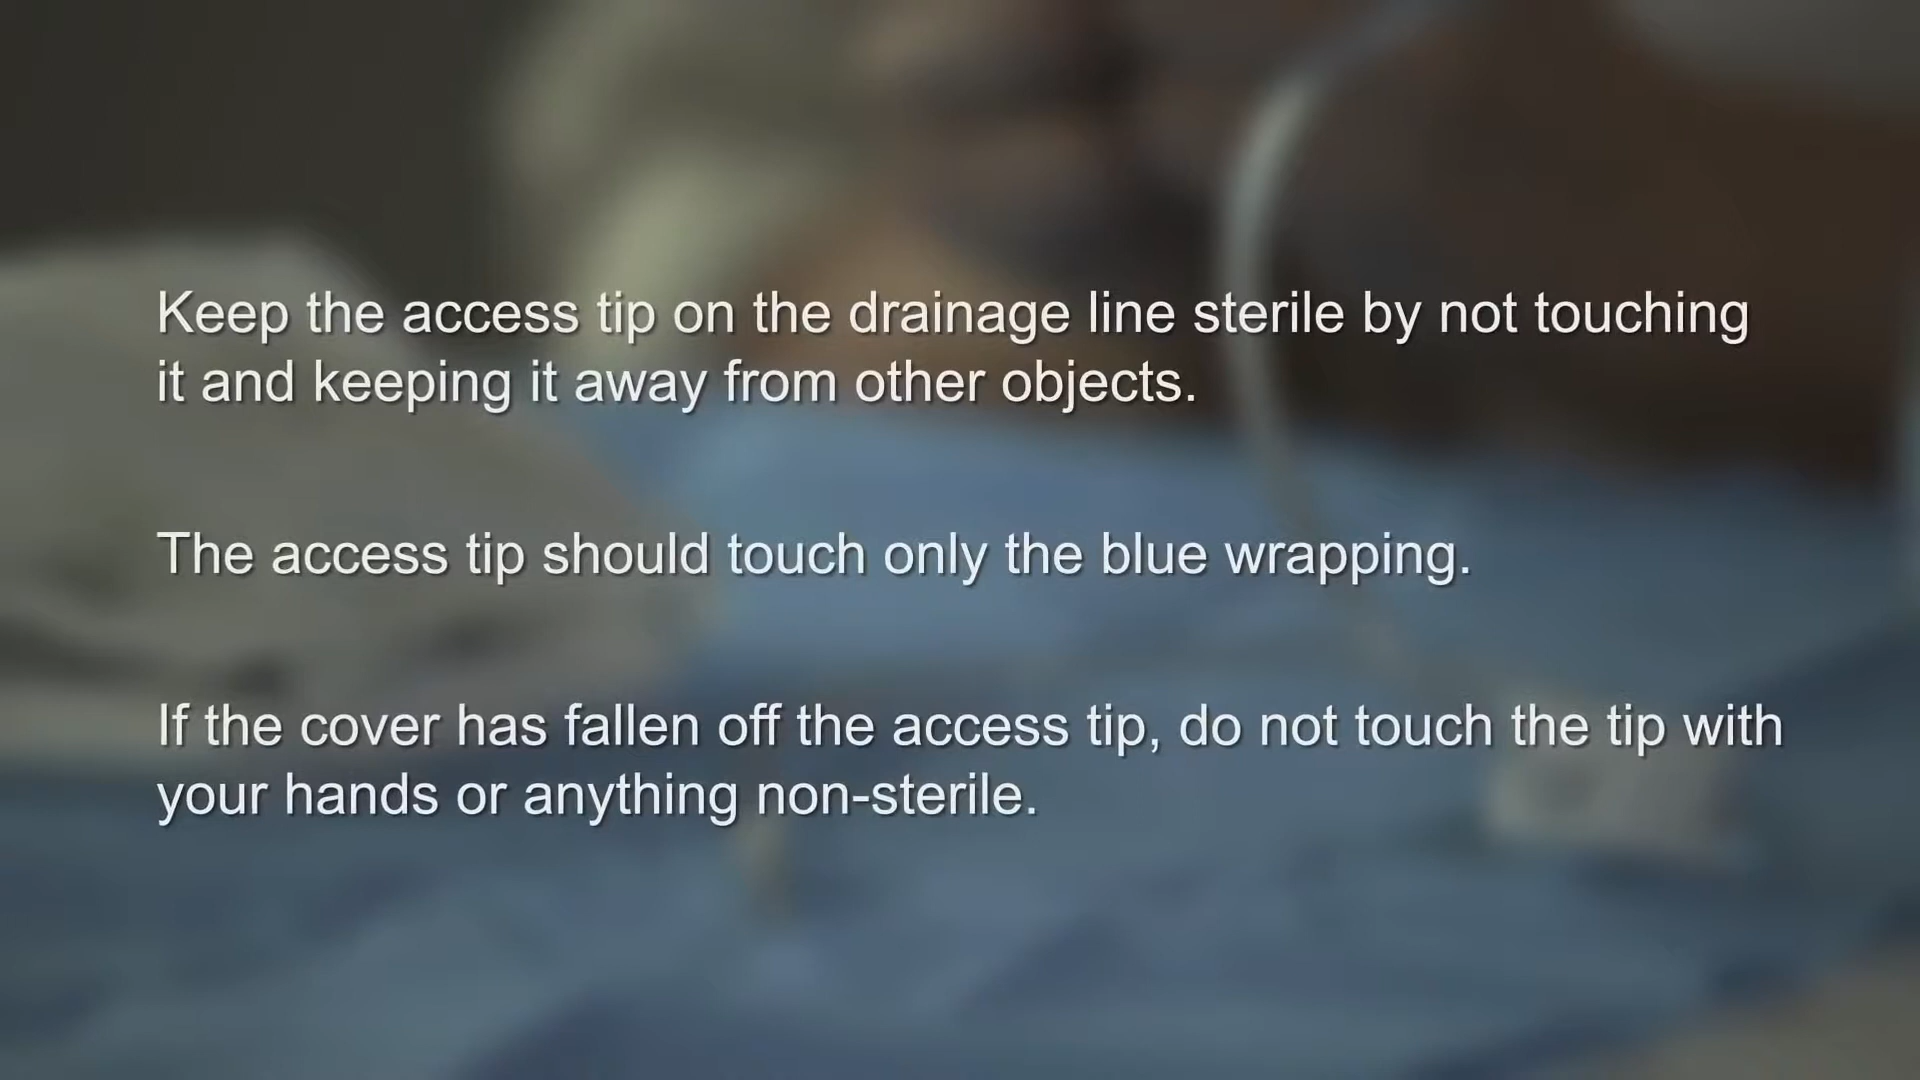 Keep the access tip on the drainage line sterile by not touching
it and keeping it away from other objects.
The access tip should touch only the blue wrapping.
If the cover has fallen off the access tip, do not touch the tip with
your hands or anything non-sterile.